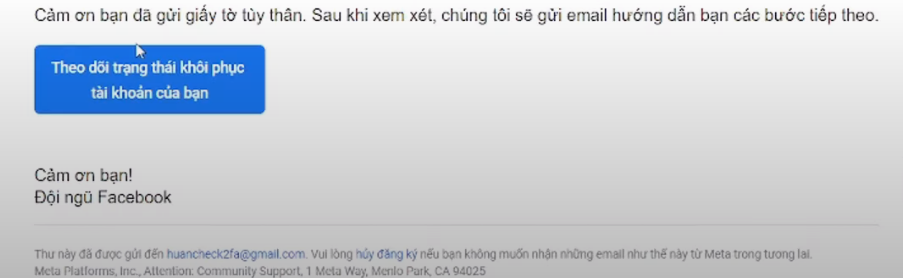 Cảm ơn bạn đã gửi giấy tờ tùy thân. Sau khi xem xét, chúng tôi sẽ gửi email hướng dẫn bạn các bước tiếp theo.
Theo dõi trạng thái khôi phục
tài khoản của bạn
Cảm ơn bạn!
Đội ngũ Facebook
Thư này đã được gửi đến huancheck2fa@gmail.com. Vui lòng hủy đăng ký nếu bạn không muốn nhận những email như thế này từ Meta trong tương lai.
Meta Platforms, Inc., Attention: Community Support, 1 Meta Way, Menlo Park, CA 94025